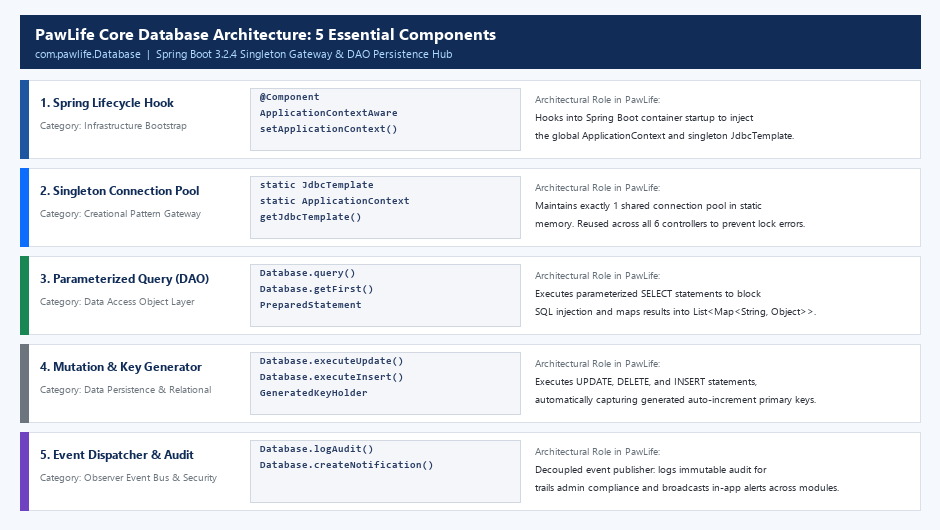 PawLife Core Database Architecture: 5 Essential Components
com.pawlife.Database | Spring Boot 3.2.4 Singleton Gateway & DAO Persistence Hub
1. Spring Lifecycle Hook
Category: Infrastructure Bootstrap
@Component
ApplicationContextAware
setApplicationContext()
Architectural Role in PawLife:
Hooks into Spring Boot container startup to inject
the global ApplicationContext and singleton JdbcTemplate.
2. Singleton Connection Pool
Category: Creational Pattern Gateway
static JdbcTemplate
static ApplicationContext
getJdbcTemplate()
Architectural Role in PawLife:
Maintains exactly 1 shared connection pool in static
memory. Reused across all 6 controllers to prevent lock errors.
3. Parameterized Query (DAO)
Category: Data Access Object Layer
Database.query()
Database.getFirst()
PreparedStatement
Architectural Role in PawLife:
Executes parameterized SELECT statements to block
SQL injection and maps results into List<Map<String, Object>>.
4. Mutation & Key Generator
Category: Data Persistence & Relational
Database.executeUpdate()
Database.executeInsert()
GeneratedKeyHolder
Architectural Role in PawLife:
Executes UPDATE, DELETE, and INSERT statements,
automatically capturing generated auto-increment primary keys.
5. Event Dispatcher & Audit
Category: Observer Event Bus & Security
Database.logAudit()
Database.createNotification()
Architectural Role in PawLife:
Decoupled event publisher: logs immutable audit for
trails admin compliance and broadcasts in-app alerts across modules.